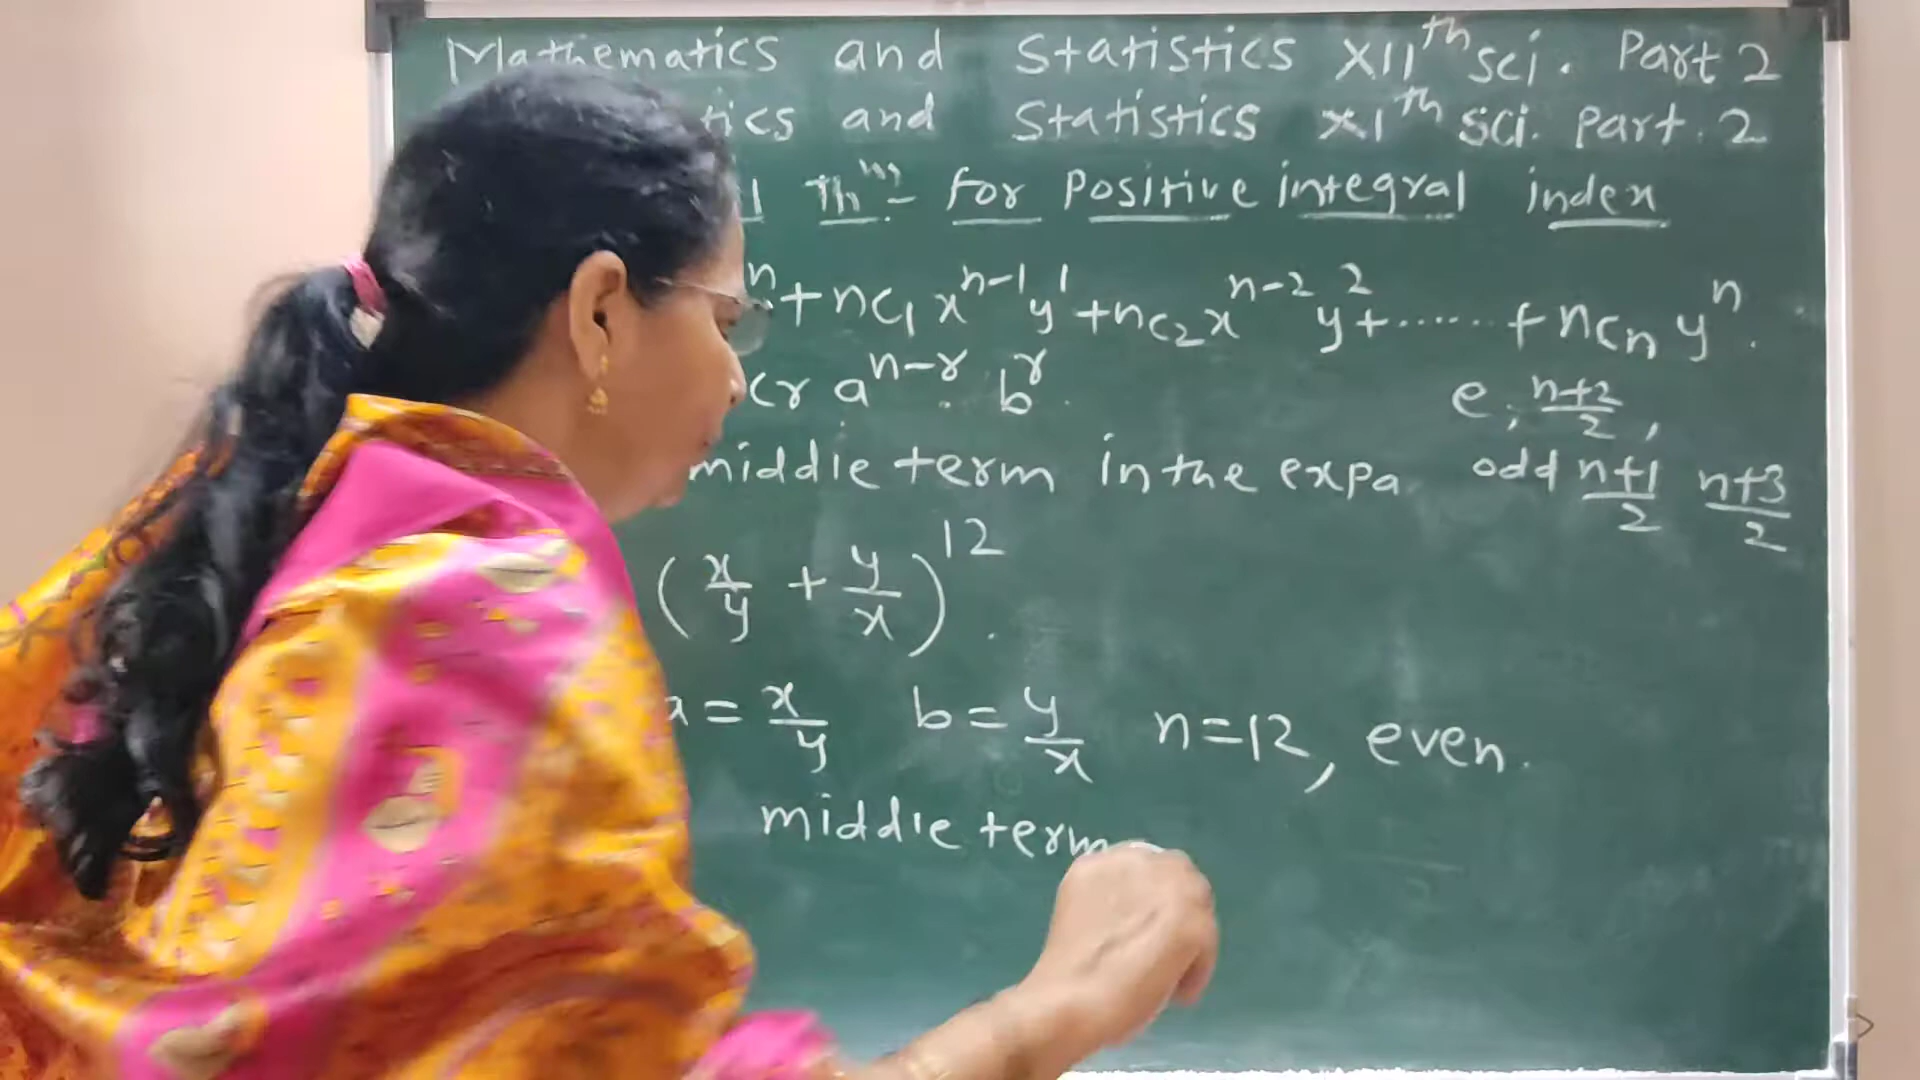 Mathematics and Statistics XIIth sci. Part 2
tics and Statistics XIth sci. Part. 2
l Thm - for positive integral index
n + nc1 x^n-1 y^1 + nc2 x^n-2 y^2 + ...... + ncn y^n .
cr a^n-r . b^r .
e, n+2/2 ,
middle term in the expa
odd n+1/2 n+3/2
(x/y + y/x)^12 .
a = x/y b = y/x n=12, even.
middle term